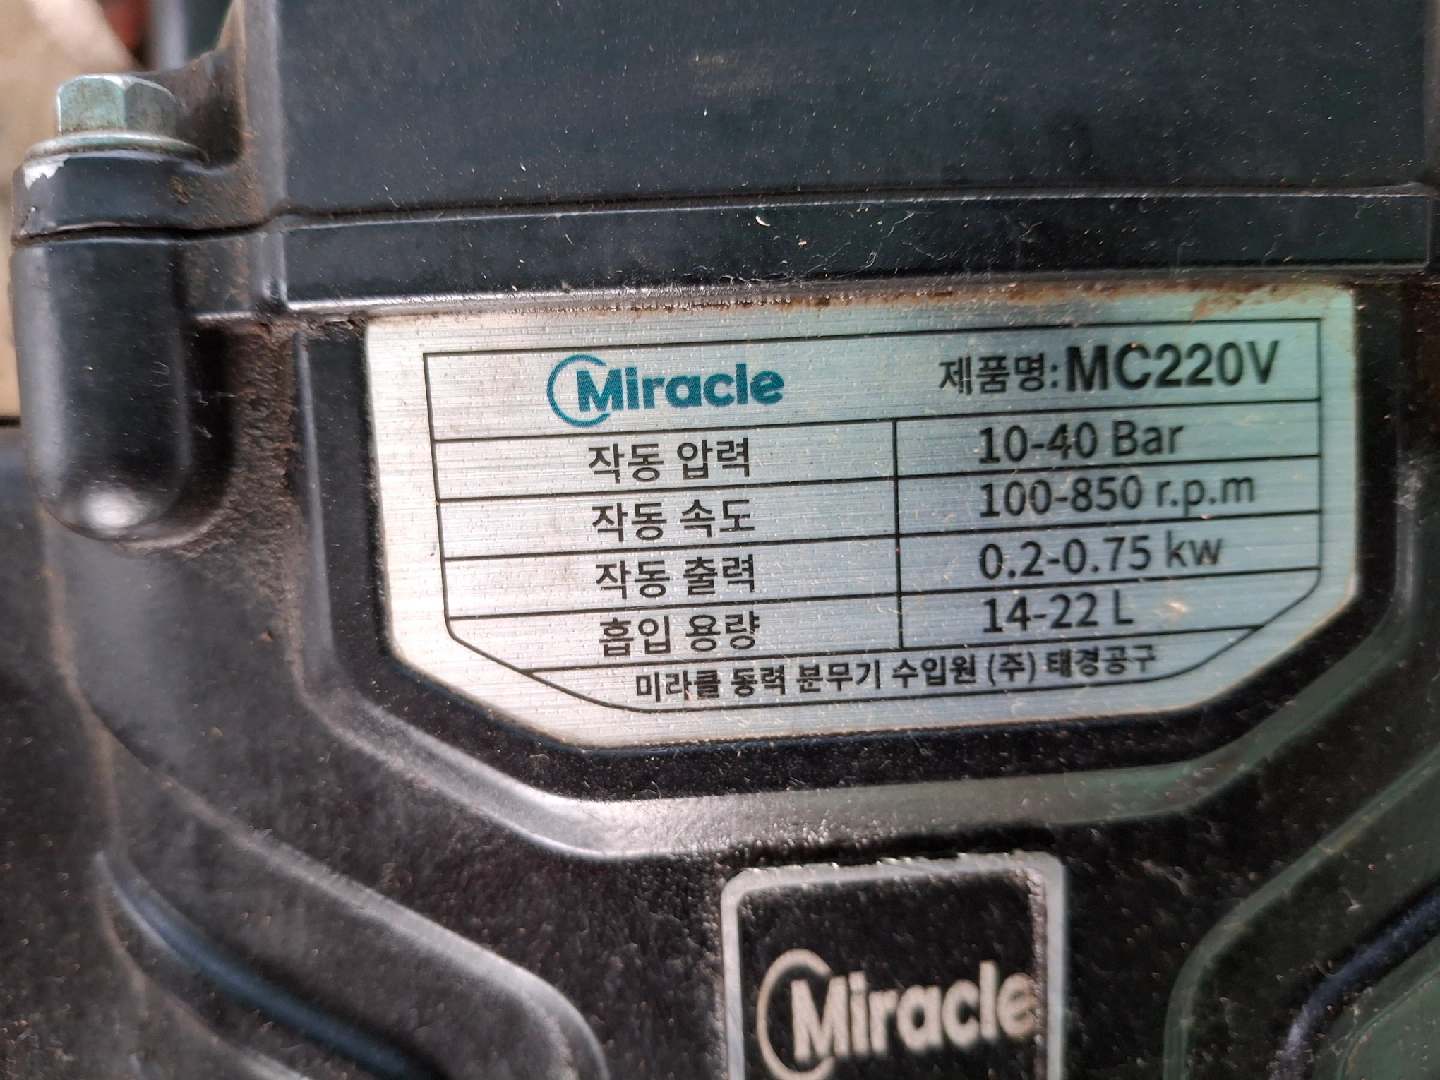 Miracle 제품명:MC220V
작동 압력 10-40 Bar
작동 속도 100-850 r.p.m
작동 출력 0.2-0.75 kw
흡입 용량 14-22 L
미라클 동력 분무기 수입원 (주) 태경공구
Miracle